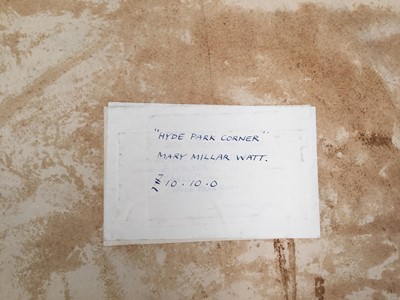 "HYDE PARK CORNER"
MARY MILLAR WATT.
£ 10 . 10 . 0